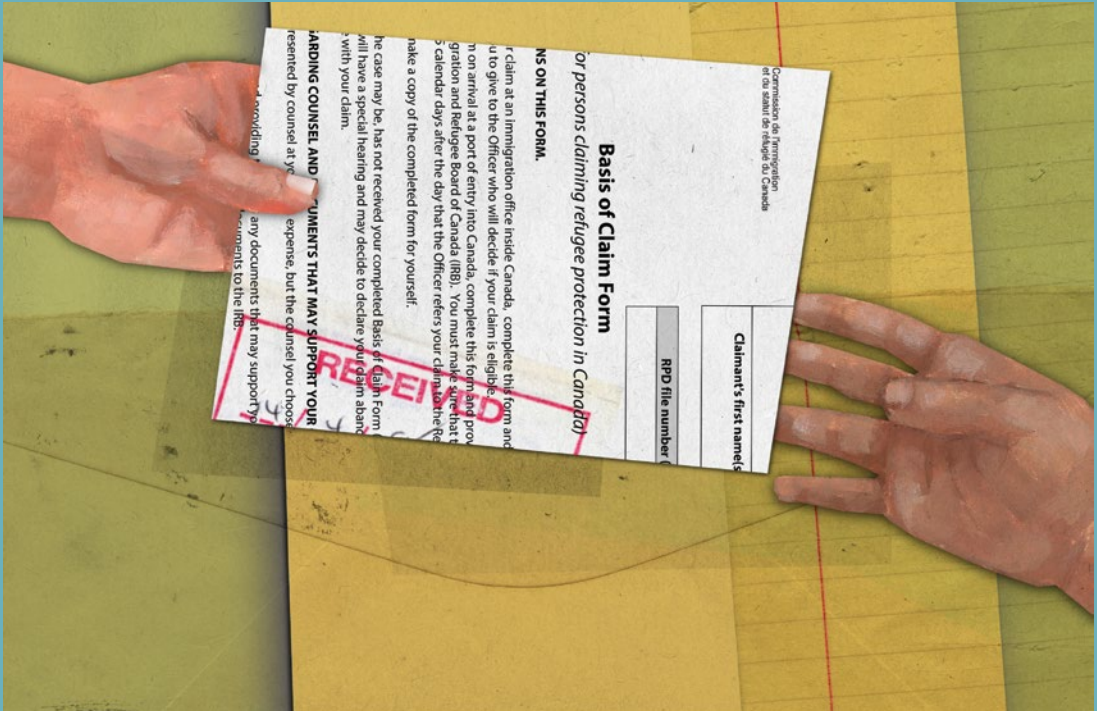 Commission de l'immigration
et du statut de réfugié du Canada
Claimant's first name(s
RPD file number (
Basis of Claim Form
or persons claiming refugee protection in Canada)
NS ON THIS FORM.
r claim at an immigration office inside Canada, complete this form and
u to give to the Officer who will decide if your claim is eligible.
m on arrival at a port of entry into Canada, complete this form and prov
gration and Refugee Board of Canada (IRB). You must make sure that t
5 calendar days after the day that the Officer refers your claim to the Re
make a copy of the completed form for yourself.
he case may be, has not received your completed Basis of Claim Form
will have a special hearing and may decide to declare your claim aband
with your claim.
ARDING COUNSEL AND UMENTS THAT MAY SUPPORT YOUR
resented by counsel at yo expense, but the counsel you choose
providing any documents that may support yo
cuments to the IRB.
RECEIVED